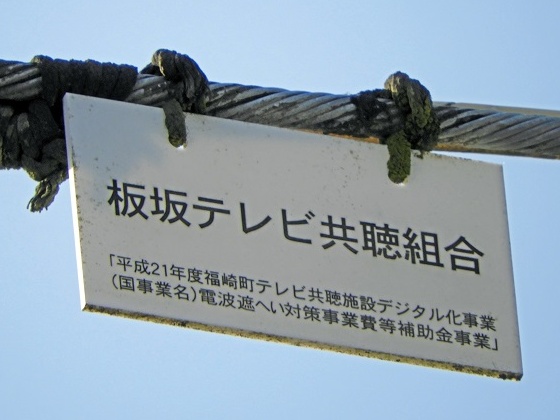 板坂テレビ共聴組合
「平成21年度福崎町テレビ共聴施設デジタル化事業
(国事業名)電波遮へい対策事業費等補助金事業」